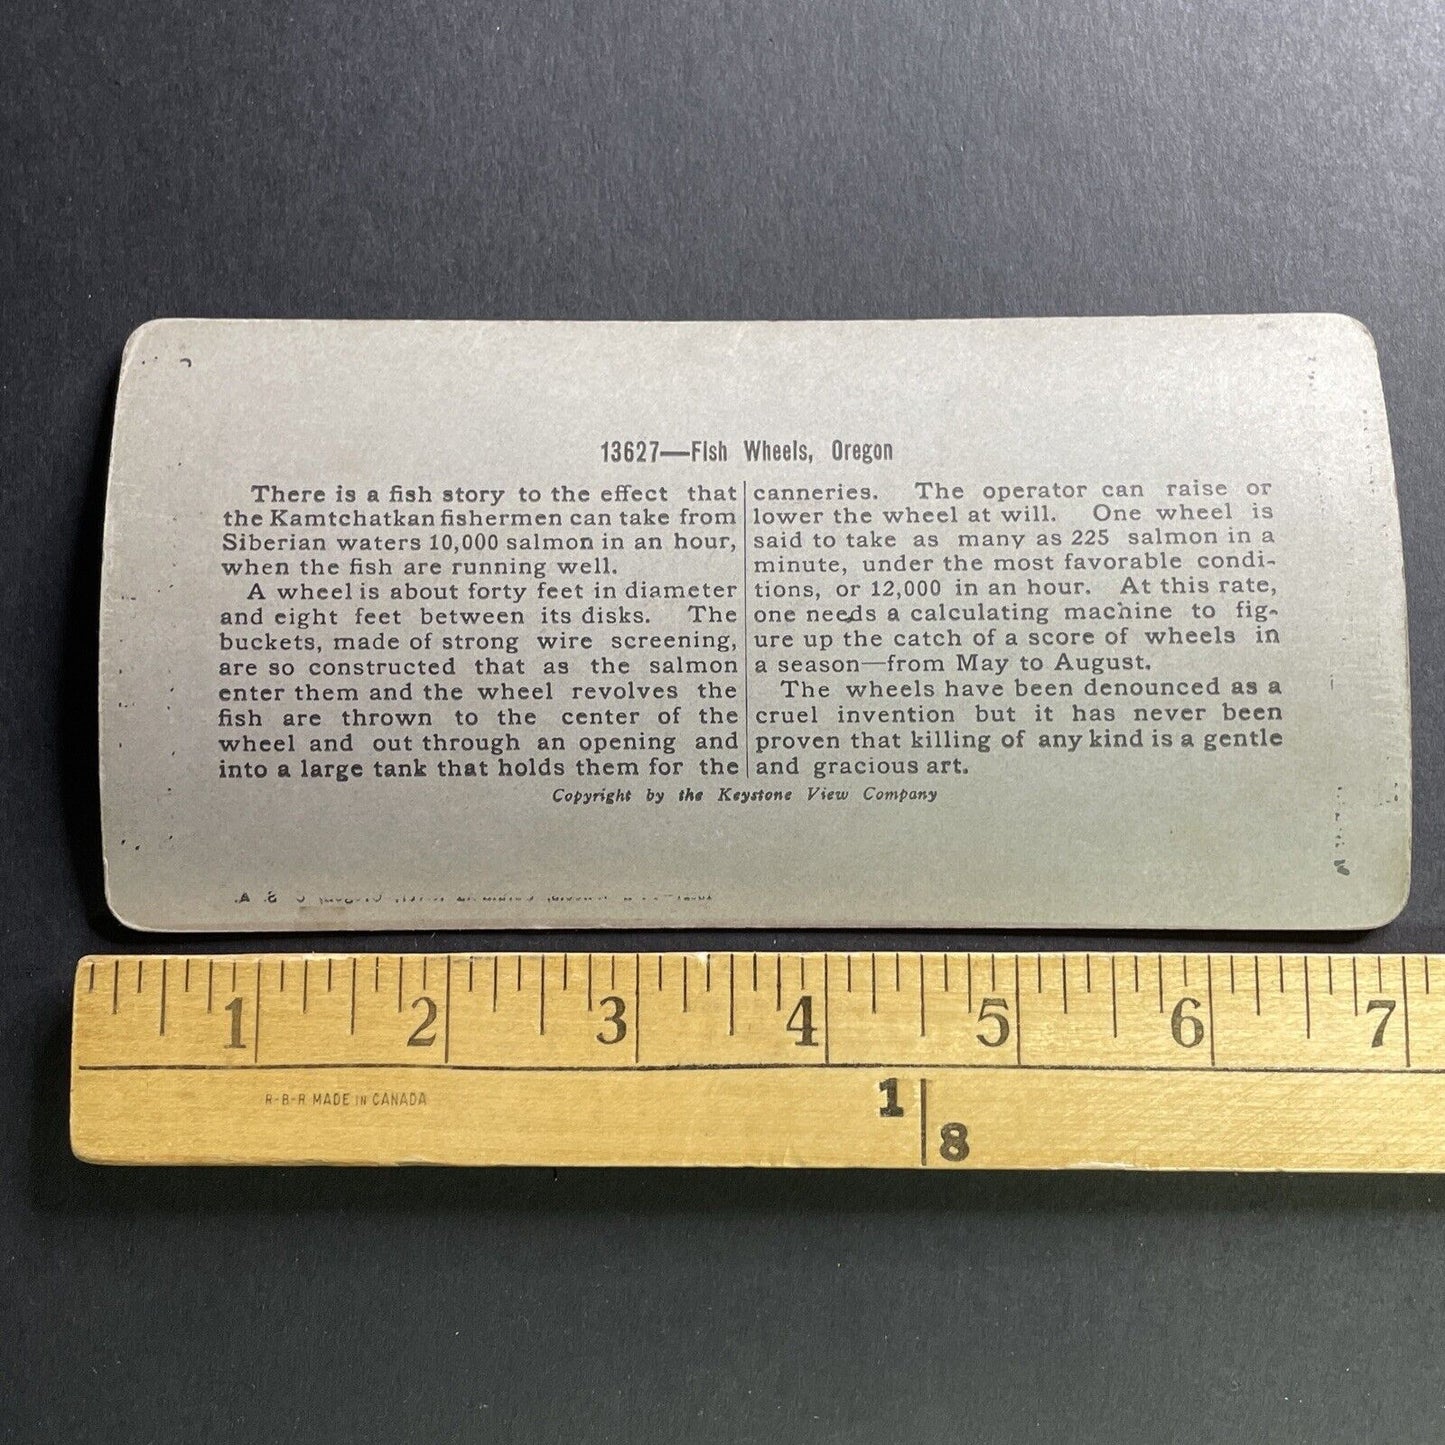 13627—Fish Wheels, Oregon
There is a fish story to the effect that
the Kamtchatkan fishermen can take from
Siberian waters 10,000 salmon in an hour,
when the fish are running well.
A wheel is about forty feet in diameter
and eight feet between its disks. The
buckets, made of strong wire screening,
are so constructed that as the salmon
enter them and the wheel revolves the
fish are thrown to the center of the
wheel and out through an opening and
into a large tank that holds them for the
canneries. The operator can raise or
lower the wheel at will. One wheel is
said to take as many as 225 salmon in a
minute, under the most favorable condi-
tions, or 12,000 in an hour. At this rate,
one needs a calculating machine to fig-
ure up the catch of a score of wheels in
a season—from May to August.
The wheels have been denounced as a
cruel invention but it has never been
proven that killing of any kind is a gentle
and gracious art.
Copyright by the Keystone View Company
1 2 3 4 5 6 7
R-B-R MADE IN CANADA
1 8